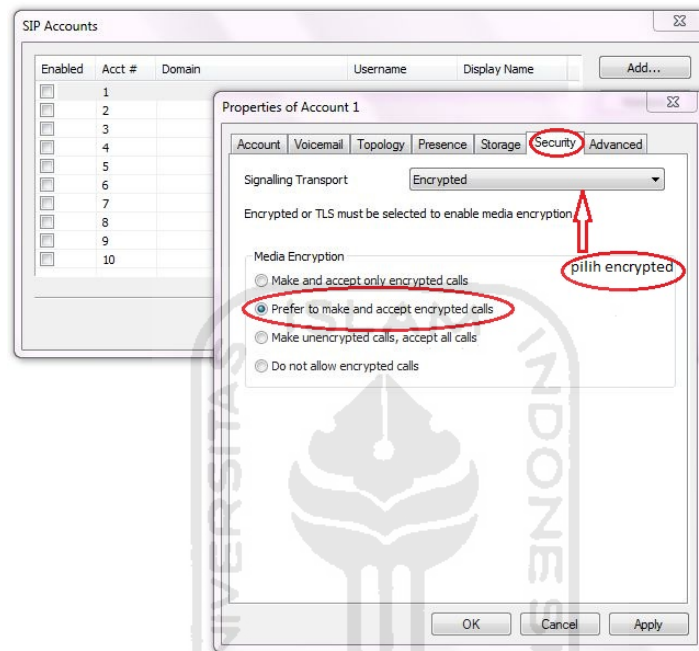 SIP Accounts
Enabled Acct # Domain Username Display Name Add...
1
2
3
4
5
6
7
8
9
10
Properties of Account 1
Account Voicemail Topology Presence Storage Security Advanced
Signalling Transport Encrypted
Encrypted or TLS must be selected to enable media encryption.
pilih encrypted
Media Encryption
Make and accept only encrypted calls
Prefer to make and accept encrypted calls
Make unencrypted calls, accept all calls
Do not allow encrypted calls
OK Cancel Apply
ISLAM
UNIVERSITAS
INDONES